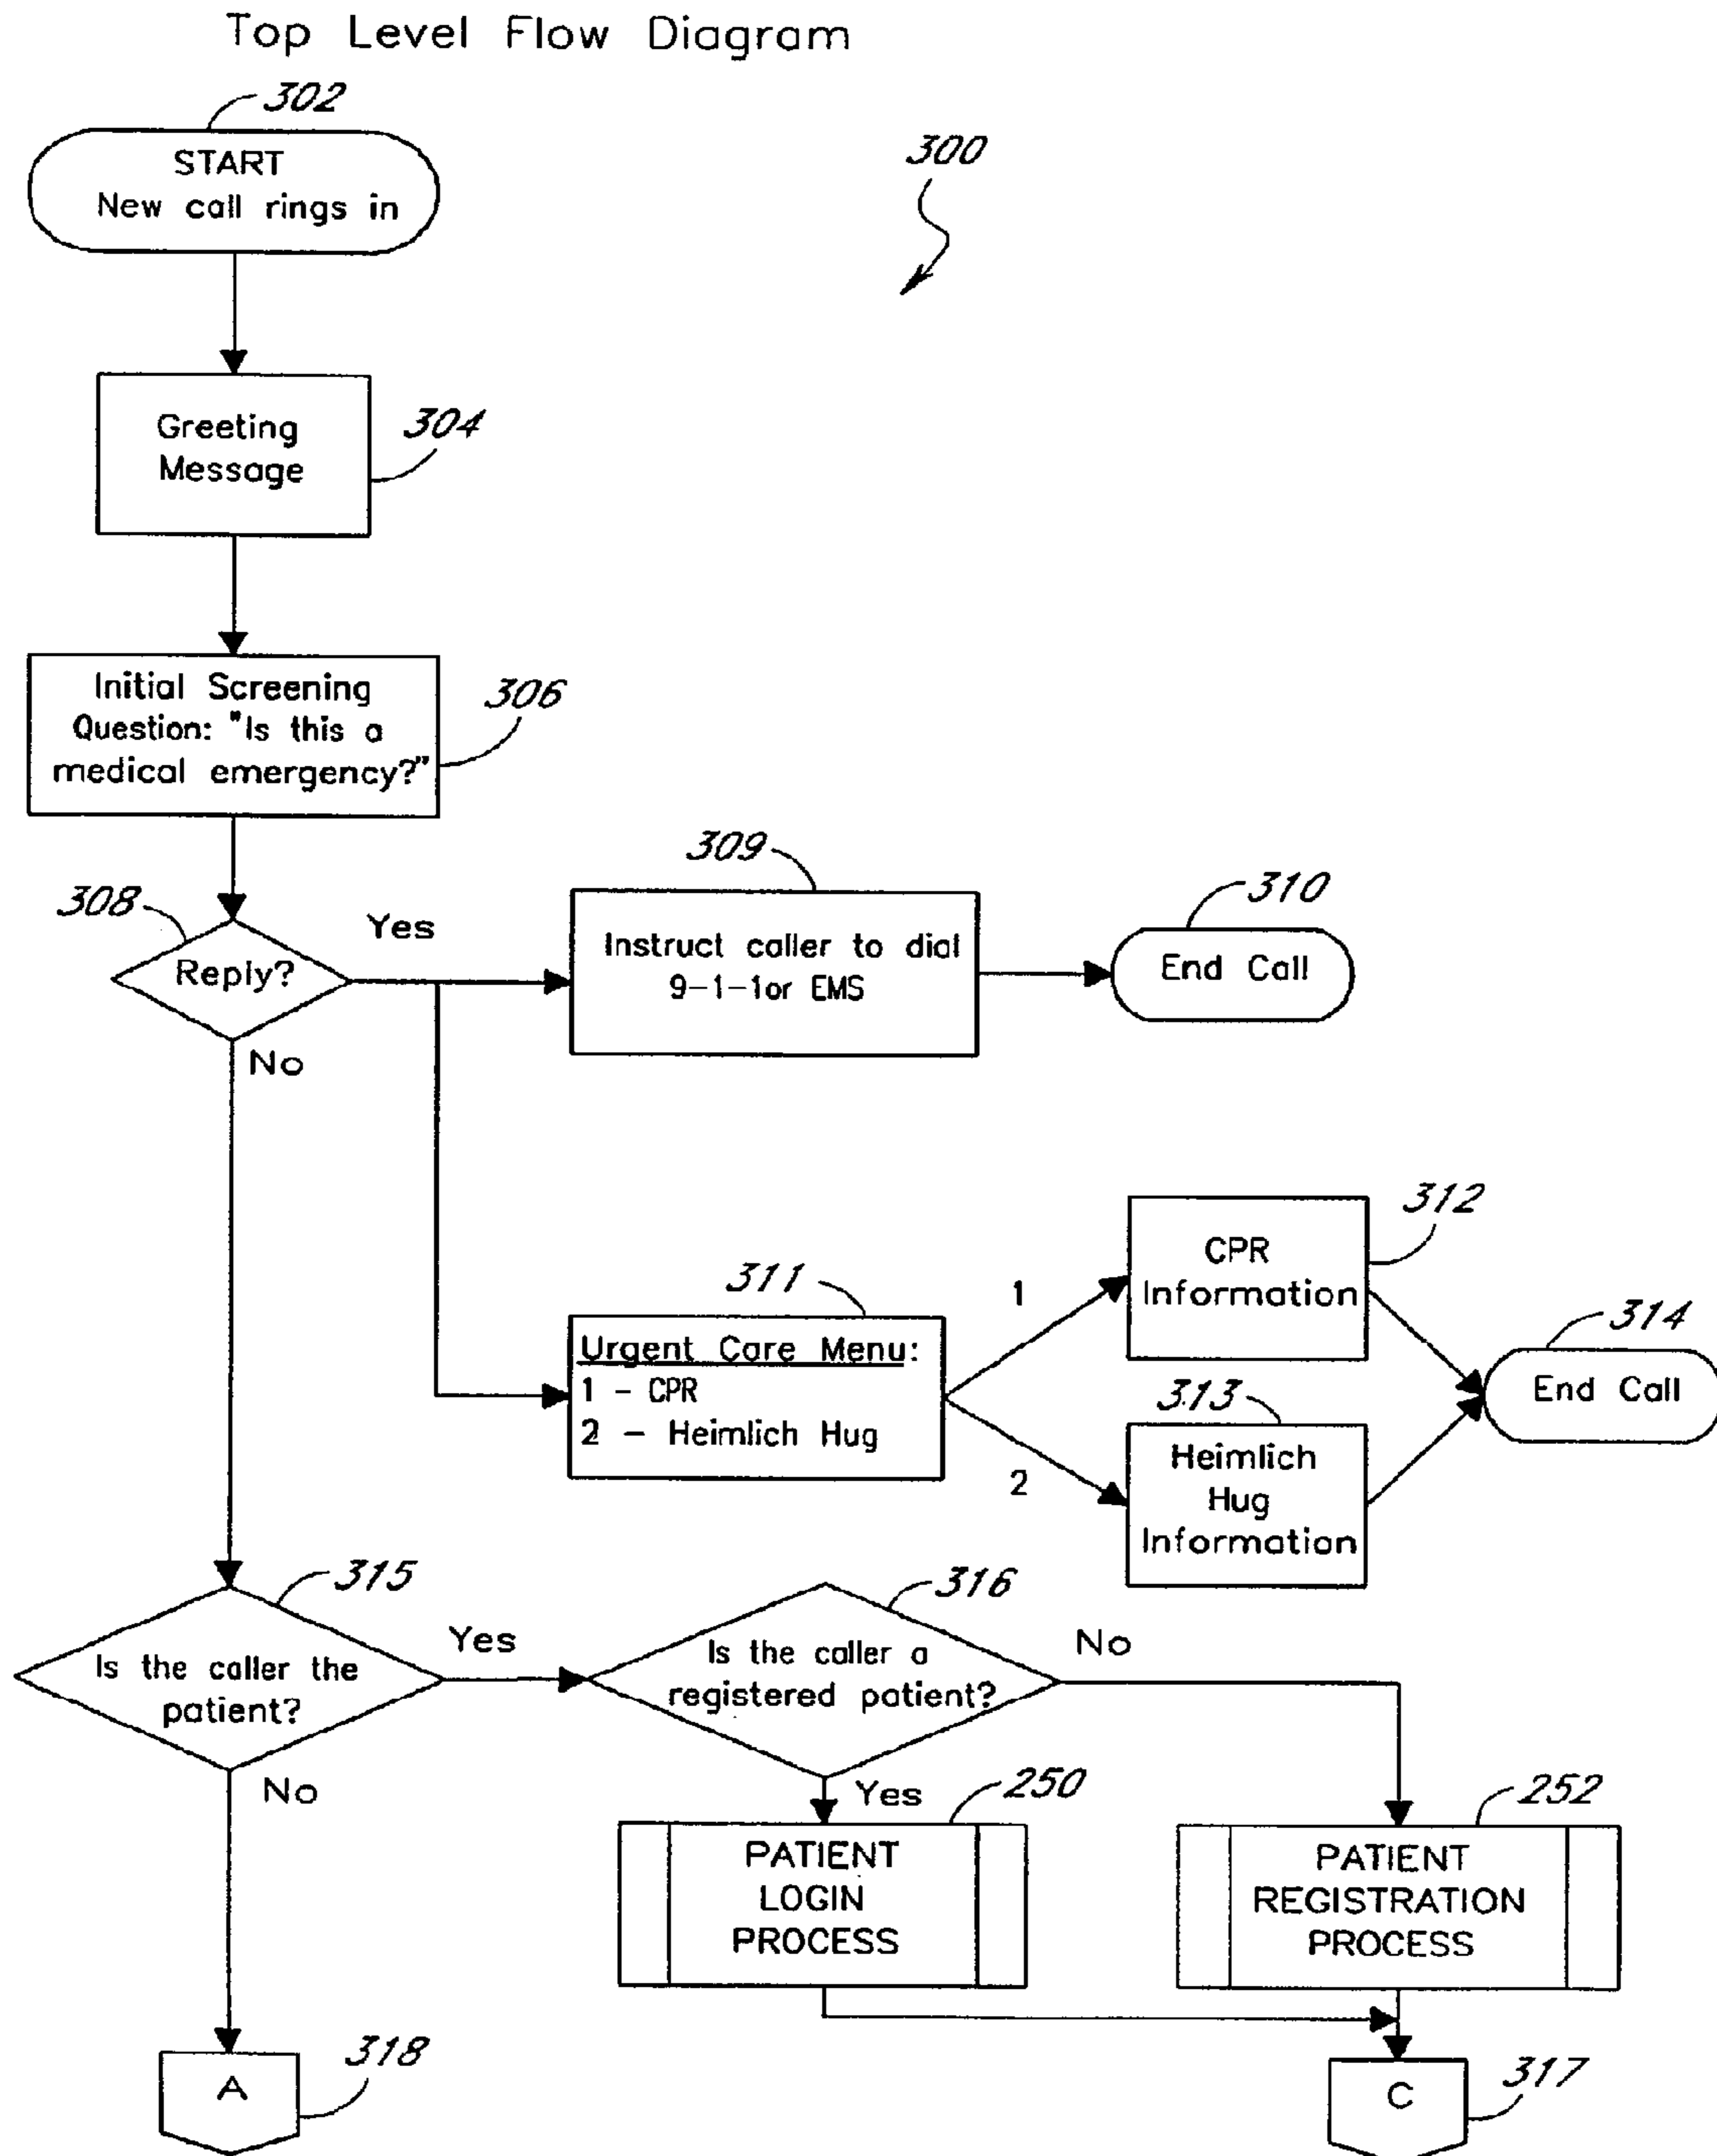 Top Level Flow Diagram
302
START
New call rings in
300
Greeting
Message
304
Initial Screening
Question: "Is this a
medical emergency?"
306
308
Reply?
Yes
No
309
Instruct caller to dial
9-1-1or EMS
310
End Call
311
Urgent Care Menu:
1 - CPR
2 - Heimlich Hug
1
2
312
CPR
Information
313
Heimlich
Hug
Information
314
End Call
315
Is the caller the
patient?
Yes
No
316
Is the caller a
registered patient?
No
Yes
250
PATIENT
LOGIN
PROCESS
252
PATIENT
REGISTRATION
PROCESS
A
318
C
317